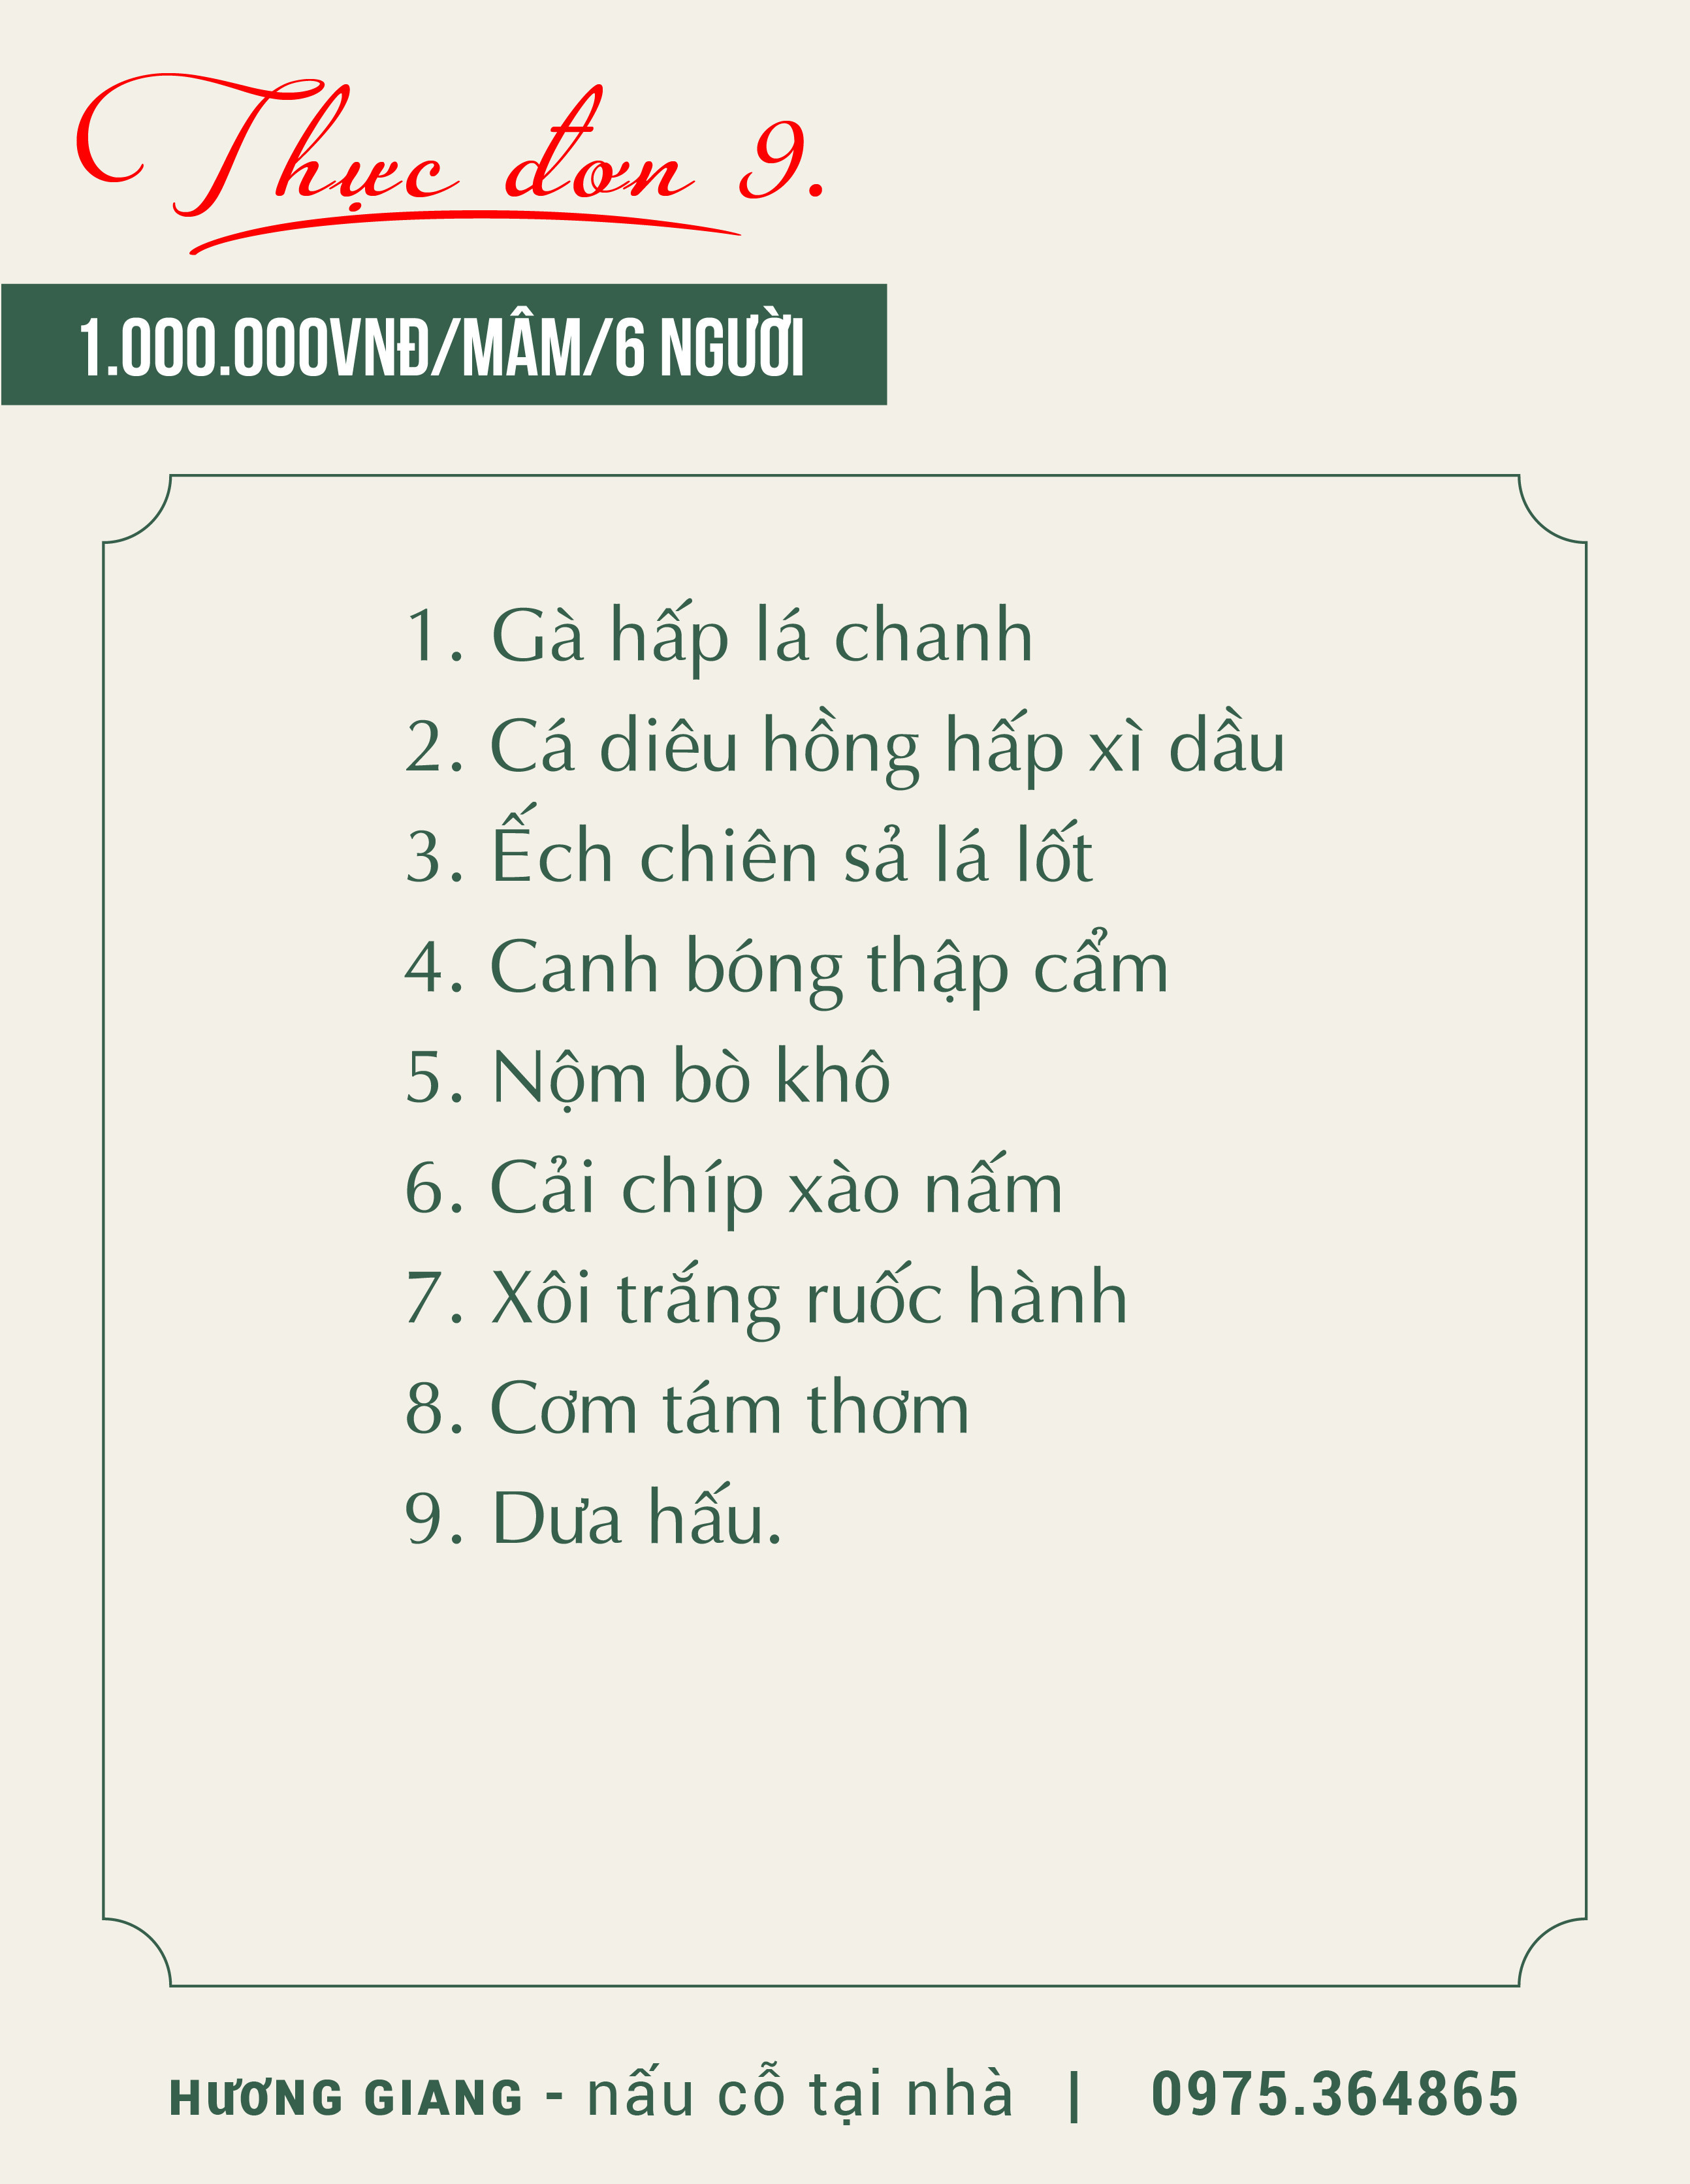 Thực đơn 9.
1.000.000VNĐ/MÂM/6 NGƯỜI
1. Gà hấp lá chanh
2. Cá diêu hồng hấp xì dầu
3. Ếch chiên sả lá lốt
4. Canh bóng thập cẩm
5. Nộm bò khô
6. Cải chíp xào nấm
7. Xôi trắng ruốc hành
8. Cơm tám thơm
9. Dưa hấu.
HươNG GIANG - nấu cỗ tại nhà | 0975.364865